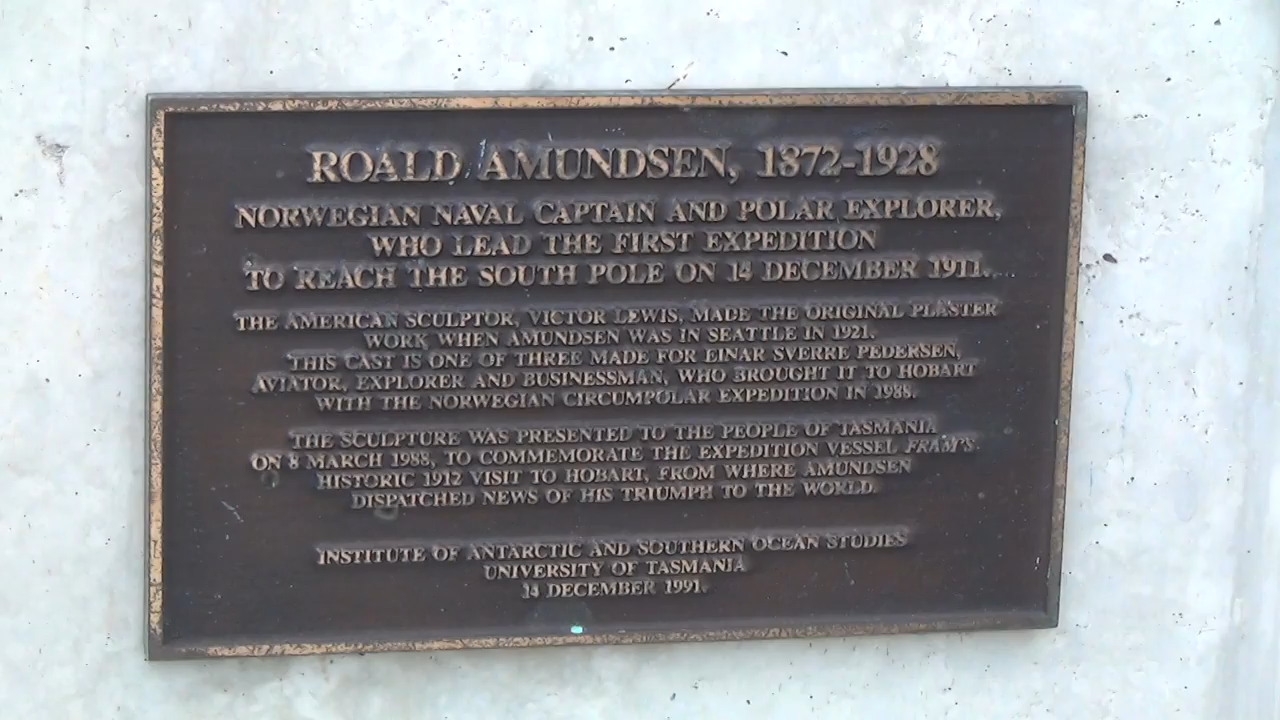 ROALD AMUNDSEN, 1872-1928
NORWEGIAN NAVAL CAPTAIN AND POLAR EXPLORER,
WHO LEAD THE FIRST EXPEDITION
TO REACH THE SOUTH POLE ON 14 DECEMBER 1911.
THE AMERICAN SCULPTOR, VICTOR LEWIS, MADE THE ORIGINAL PLASTER
WORK WHEN AMUNDSEN WAS IN SEATTLE IN 1921.
THIS CAST IS ONE OF THREE MADE FOR EINAR SVERRE PEDERSEN,
AVIATOR, EXPLORER AND BUSINESSMAN, WHO BROUGHT IT TO HOBART
WITH THE NORWEGIAN CIRCUMPOLAR EXPEDITION IN 1988.
THE SCULPTURE WAS PRESENTED TO THE PEOPLE OF TASMANIA
ON 8 MARCH 1988, TO COMMEMORATE THE EXPEDITION VESSEL FRAM'S
HISTORIC 1912 VISIT TO HOBART, FROM WHERE AMUNDSEN
DISPATCHED NEWS OF HIS TRIUMPH TO THE WORLD.
INSTITUTE OF ANTARCTIC AND SOUTHERN OCEAN STUDIES
UNIVERSITY OF TASMANIA
14 DECEMBER 1991.